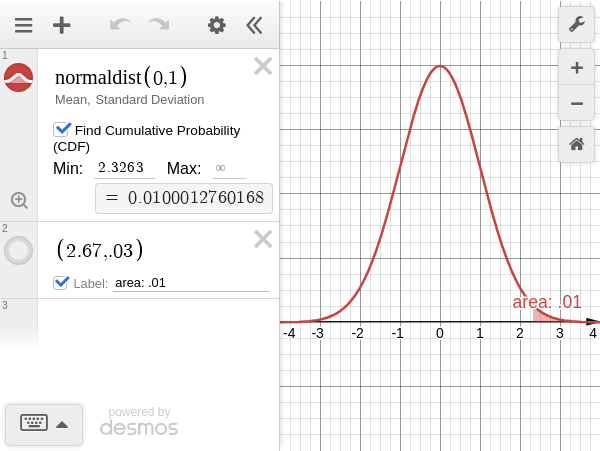 1
normaldist(0,1)
Mean, Standard Deviation
Find Cumulative Probability
(CDF)
Min: 2.3263 Max: ∞
= 0.0100012760168
2
(2.67,.03)
Label: area: .01
3
powered by
desmos
area: .01
-4 -3 -2 -1 0 1 2 3 4